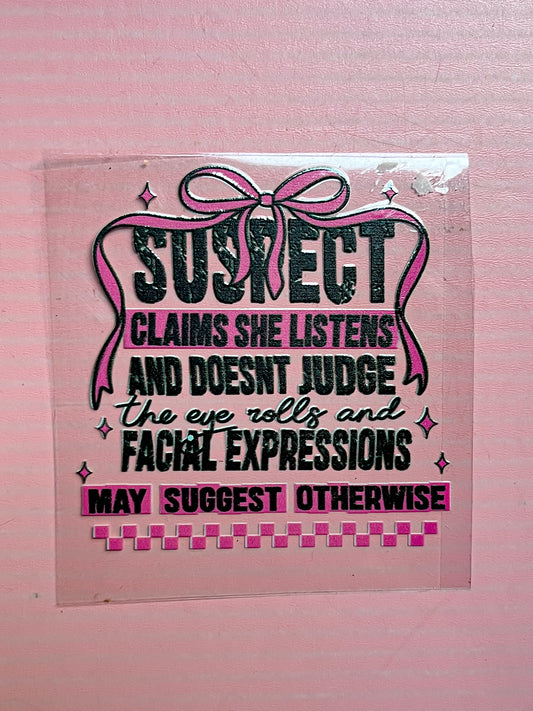 SUSPECT
CLAIMS SHE LISTENS
AND DOESNT JUDGE
the eye rolls and
FACIAL EXPRESSIONS
MAY SUGGEST OTHERWISE